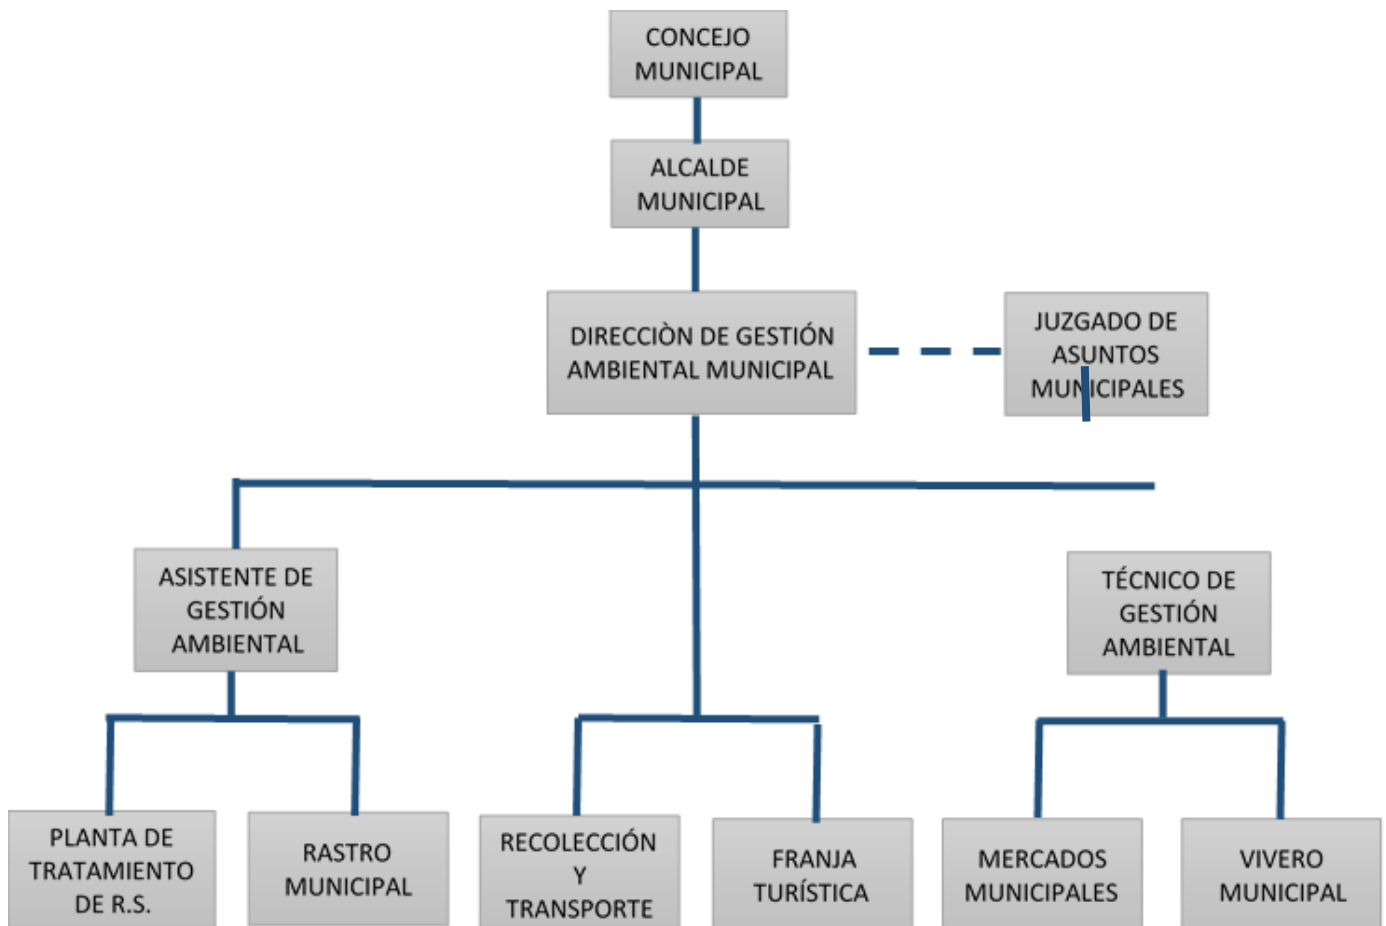 CONCEJO
MUNICIPAL
ALCALDE
MUNICIPAL
DIRECCIÒN DE GESTIÓN
AMBIENTAL MUNICIPAL
JUZGADO DE
ASUNTOS
MUNICIPALES
ASISTENTE DE
GESTIÓN
AMBIENTAL
TÉCNICO DE
GESTIÓN
AMBIENTAL
PLANTA DE
TRATAMIENTO
DE R.S.
RASTRO
MUNICIPAL
RECOLECCIÓN
Y
TRANSPORTE
FRANJA
TURÍSTICA
MERCADOS
MUNICIPALES
VIVERO
MUNICIPAL